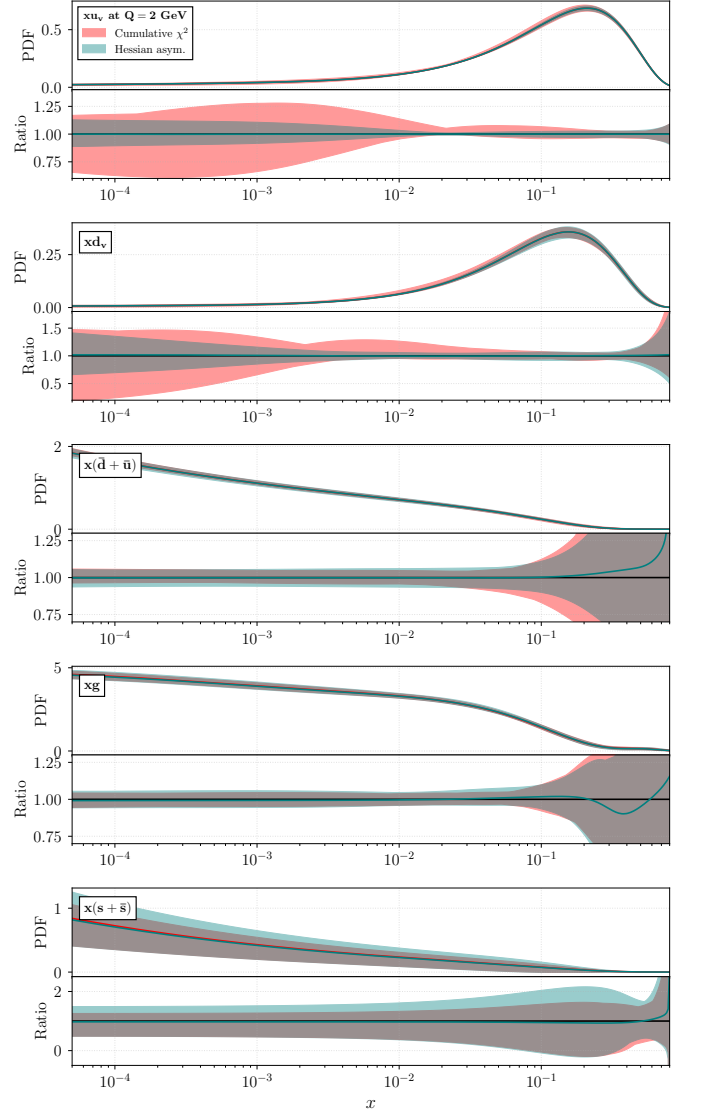 xu_v at Q = 2 GeV
Cumulative χ²
Hessian asym.
PDF
0.5
0.0
Ratio
1.25
1.00
0.75
10⁻⁴ 10⁻³ 10⁻² 10⁻¹
xd_v
PDF
0.25
0.00
Ratio
1.5
1.0
0.5
10⁻⁴ 10⁻³ 10⁻² 10⁻¹
x(d̄ + ū)
PDF
2
0
Ratio
1.25
1.00
0.75
10⁻⁴ 10⁻³ 10⁻² 10⁻¹
xg
PDF
5
0
Ratio
1.25
1.00
0.75
10⁻⁴ 10⁻³ 10⁻² 10⁻¹
x(s + s̄)
PDF
1
0
Ratio
2
0
10⁻⁴ 10⁻³ 10⁻² 10⁻¹
x